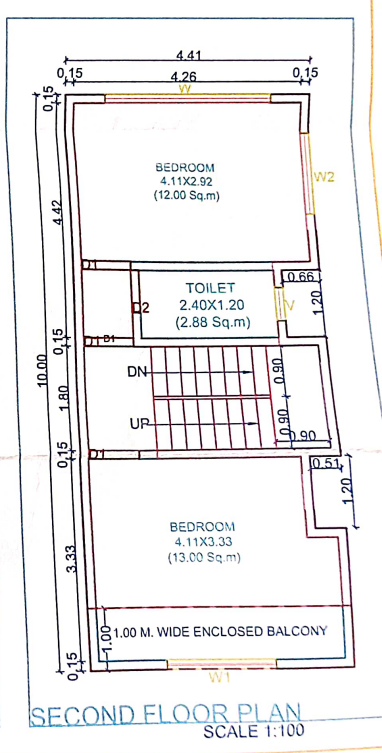 4.41
0,15 4.26 0,15
W
0,15
BEDROOM
4.11X2.92
(12.00 Sq.m)
W2
4.42
D1
TOILET
2.40X1.20
(2.88 Sq.m)
0.66
V
1.20
D2
D1 D1
0,15
10.00
DN
0.90
1.80
UP
0.90
0.90
D1
0,15
0.51
1.20
BEDROOM
4.11X3.33
(13.00 Sq.m)
3.33
1.00
1.00 M. WIDE ENCLOSED BALCONY
0,15
W1
SECOND FLOOR PLAN
SCALE 1:100